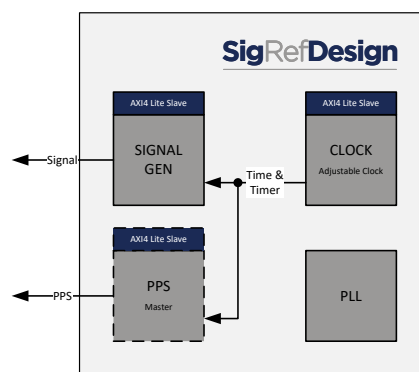 SigRefDesign
AXI4 Lite Slave
SIGNAL
GEN
AXI4 Lite Slave
CLOCK
Adjustable Clock
Signal
Time &
Timer
AXI4 Lite Slave
PPS
Master
PLL
PPS